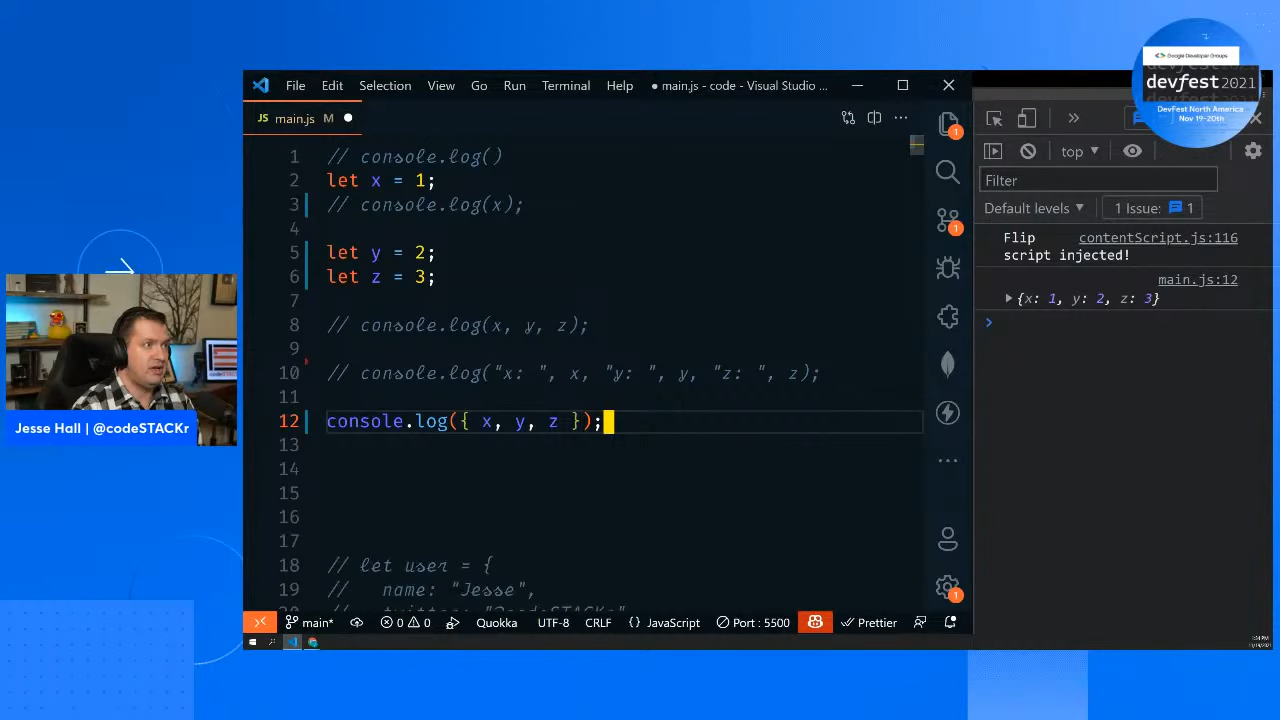 Google Developer Groups
devfest 2021
DevFest North America
Nov 19-20th
File Edit Selection View Go Run Terminal Help ● main.js - code - Visual Studio ...
JS main.js M
1 // console.log()
2 let x = 1;
3 // console.log(x);
4
5 let y = 2;
6 let z = 3;
7
8 // console.log(x, y, z);
9
10 // console.log("x: ", x, "y: ", y, "z: ", z);
11
12 console.log({ x, y, z });
13
14
15
16
17
18 // let user = {
19 //   name: "Jesse",
1
1
1
top
Filter
Default levels
1 Issue: 1
Flip script injected! contentScript.js:116
main.js:12
{x: 1, y: 2, z: 3}
Jesse Hall | @codeSTACKr
main* 0 0 Quokka UTF-8 CRLF {} JavaScript Port : 5500 Prettier